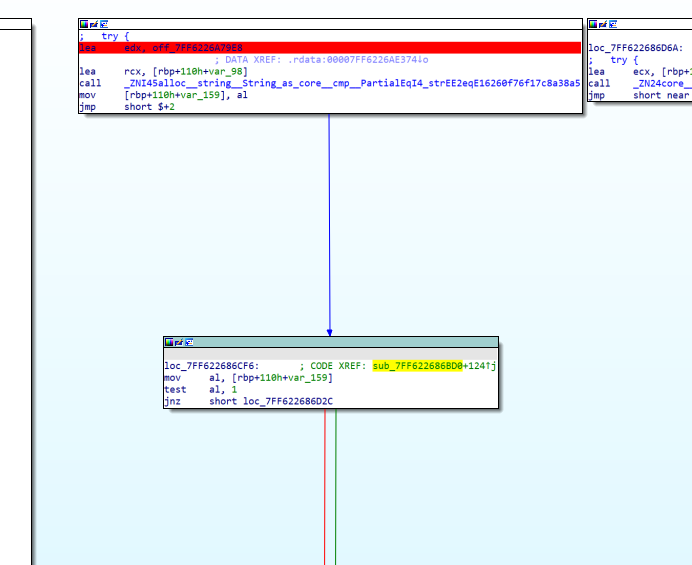 ; try {
lea edx, off_7FF6226A79E8
; DATA XREF: .rdata:00007FF6226AE374↓o
lea rcx, [rbp+110h+var_98]
call _ZNI45alloc__string__String_as_core__cmp__PartialEqI4_strEE2eqE16260f76f17c8a38a5
mov [rbp+110h+var_159], al
jmp short $+2
loc_7FF622686D6A:
; try {
lea ecx, [rbp+1
call _ZN24core__
jmp short near
loc_7FF622686CF6: ; CODE XREF: sub_7FF622686BD0+124↑j
mov al, [rbp+110h+var_159]
test al, 1
jnz short loc_7FF622686D2C